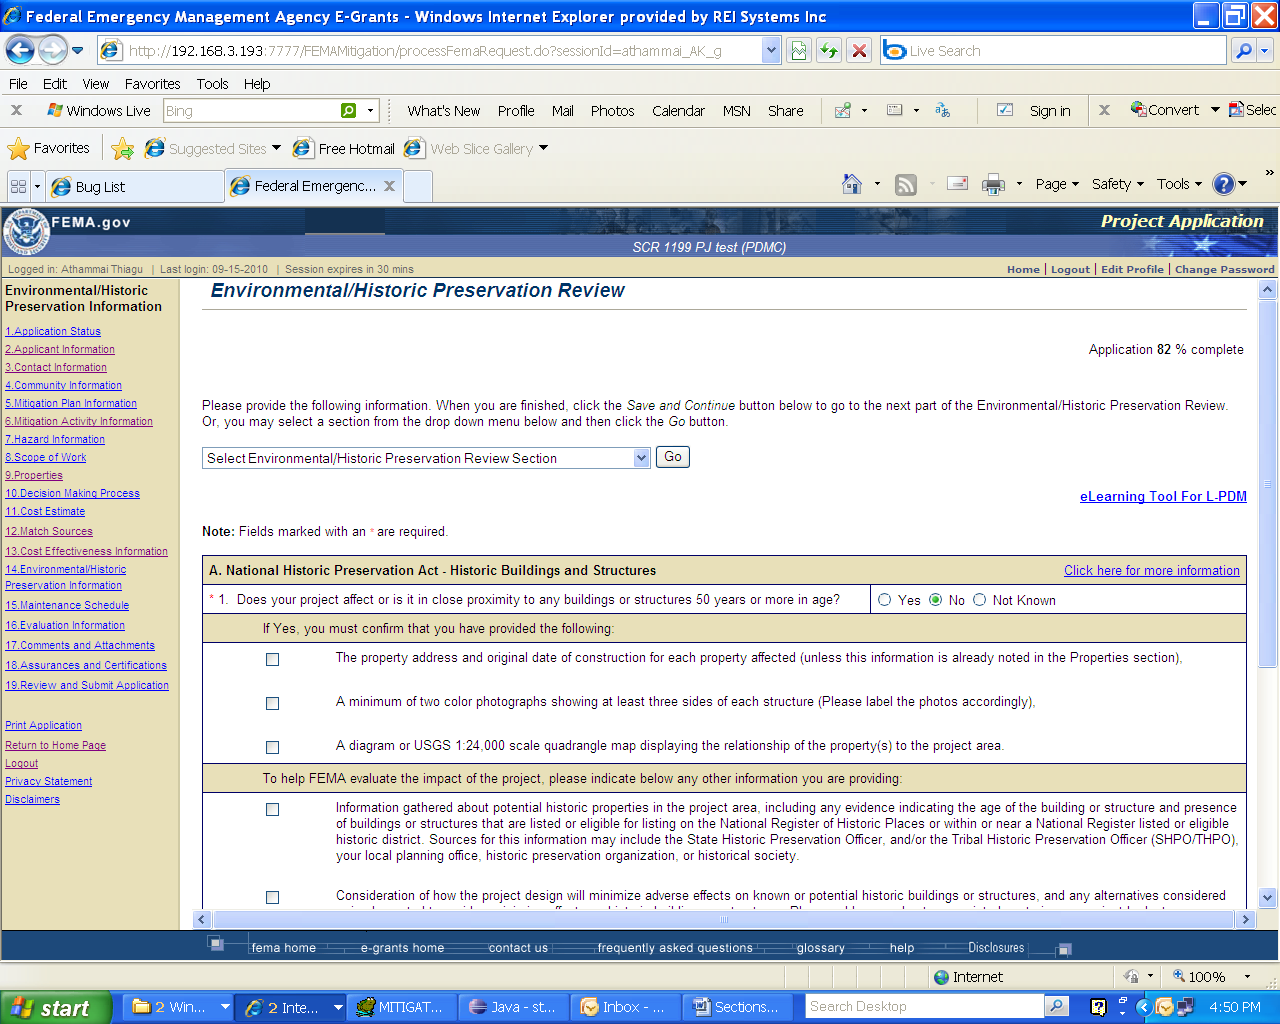 Federal Emergency Management Agency E-Grants - Windows Internet Explorer provided by REI Systems Inc
http://192.168.3.193:7777/FEMAMitigation/processFemaRequest.do?sessionId=athammai_AK_g
Live Search
File Edit View Favorites Tools Help
Windows Live Bing What's New Profile Mail Photos Calendar MSN Share Sign in Convert Selec
Favorites Suggested Sites Free Hotmail Web Slice Gallery
Bug List Federal Emergenc... Page Safety Tools
FEMA.gov
Project Application
SCR 1199 PJ test (PDMC)
Logged in: Athammai Thiagu | Last login: 09-15-2010 | Session expires in 30 mins
Home | Logout | Edit Profile | Change Password
Environmental/Historic
Preservation Information
1.Application Status
2.Applicant Information
3.Contact Information
4.Community Information
5.Mitigation Plan Information
6.Mitigation Activity Information
7.Hazard Information
8.Scope of Work
9.Properties
10.Decision Making Process
11.Cost Estimate
12.Match Sources
13.Cost Effectiveness Information
14.Environmental/Historic
Preservation Information
15.Maintenance Schedule
16.Evaluation Information
17.Comments and Attachments
18.Assurances and Certifications
19.Review and Submit Application
Print Application
Return to Home Page
Logout
Privacy Statement
Disclaimers
Environmental/Historic Preservation Review
Application 82 % complete
Please provide the following information. When you are finished, click the Save and Continue button below to go to the next part of the Environmental/Historic Preservation Review.
Or, you may select a section from the drop down menu below and then click the Go button.
Select Environmental/Historic Preservation Review Section Go
eLearning Tool For L-PDM
Note: Fields marked with an * are required.
A. National Historic Preservation Act - Historic Buildings and Structures Click here for more information
* 1. Does your project affect or is it in close proximity to any buildings or structures 50 years or more in age? Yes No Not Known
If Yes, you must confirm that you have provided the following:
The property address and original date of construction for each property affected (unless this information is already noted in the Properties section),
A minimum of two color photographs showing at least three sides of each structure (Please label the photos accordingly),
A diagram or USGS 1:24,000 scale quadrangle map displaying the relationship of the property(s) to the project area.
To help FEMA evaluate the impact of the project, please indicate below any other information you are providing:
Information gathered about potential historic properties in the project area, including any evidence indicating the age of the building or structure and presence
of buildings or structures that are listed or eligible for listing on the National Register of Historic Places or within or near a National Register listed or eligible
historic district. Sources for this information may include the State Historic Preservation Officer, and/or the Tribal Historic Preservation Officer (SHPO/THPO),
your local planning office, historic preservation organization, or historical society.
Consideration of how the project design will minimize adverse effects on known or potential historic buildings or structures, and any alternatives considered
fema home e-grants home contact us frequently asked questions glossary help Disclosures
Internet 100%
start 2 Win... 2 Inte... MITIGAT... Java - st... Inbox - ... Sections... Search Desktop 4:50 PM